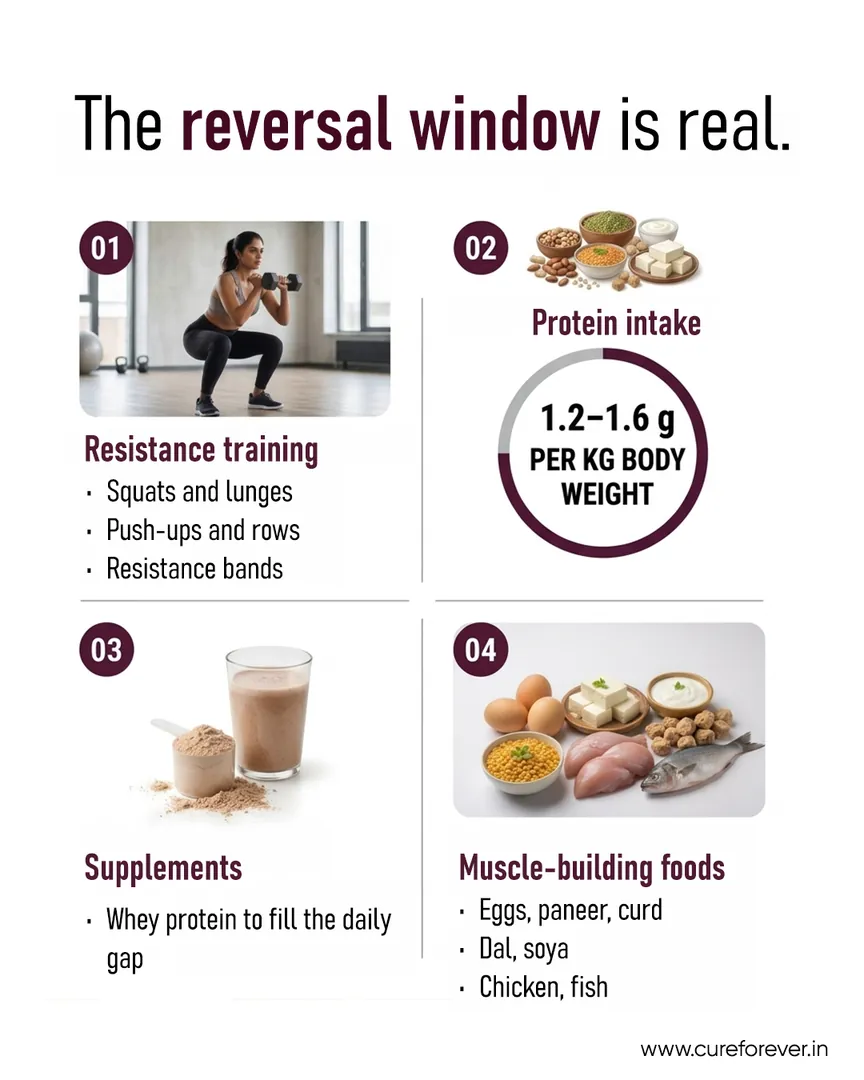 The reversal window is real.
01
Resistance training
· Squats and lunges
· Push-ups and rows
· Resistance bands
02
Protein intake
1.2–1.6 g
PER KG BODY
WEIGHT
03
Supplements
· Whey protein to fill the daily
gap
04
Muscle-building foods
· Eggs, paneer, curd
· Dal, soya
· Chicken, fish
www.cureforever.in